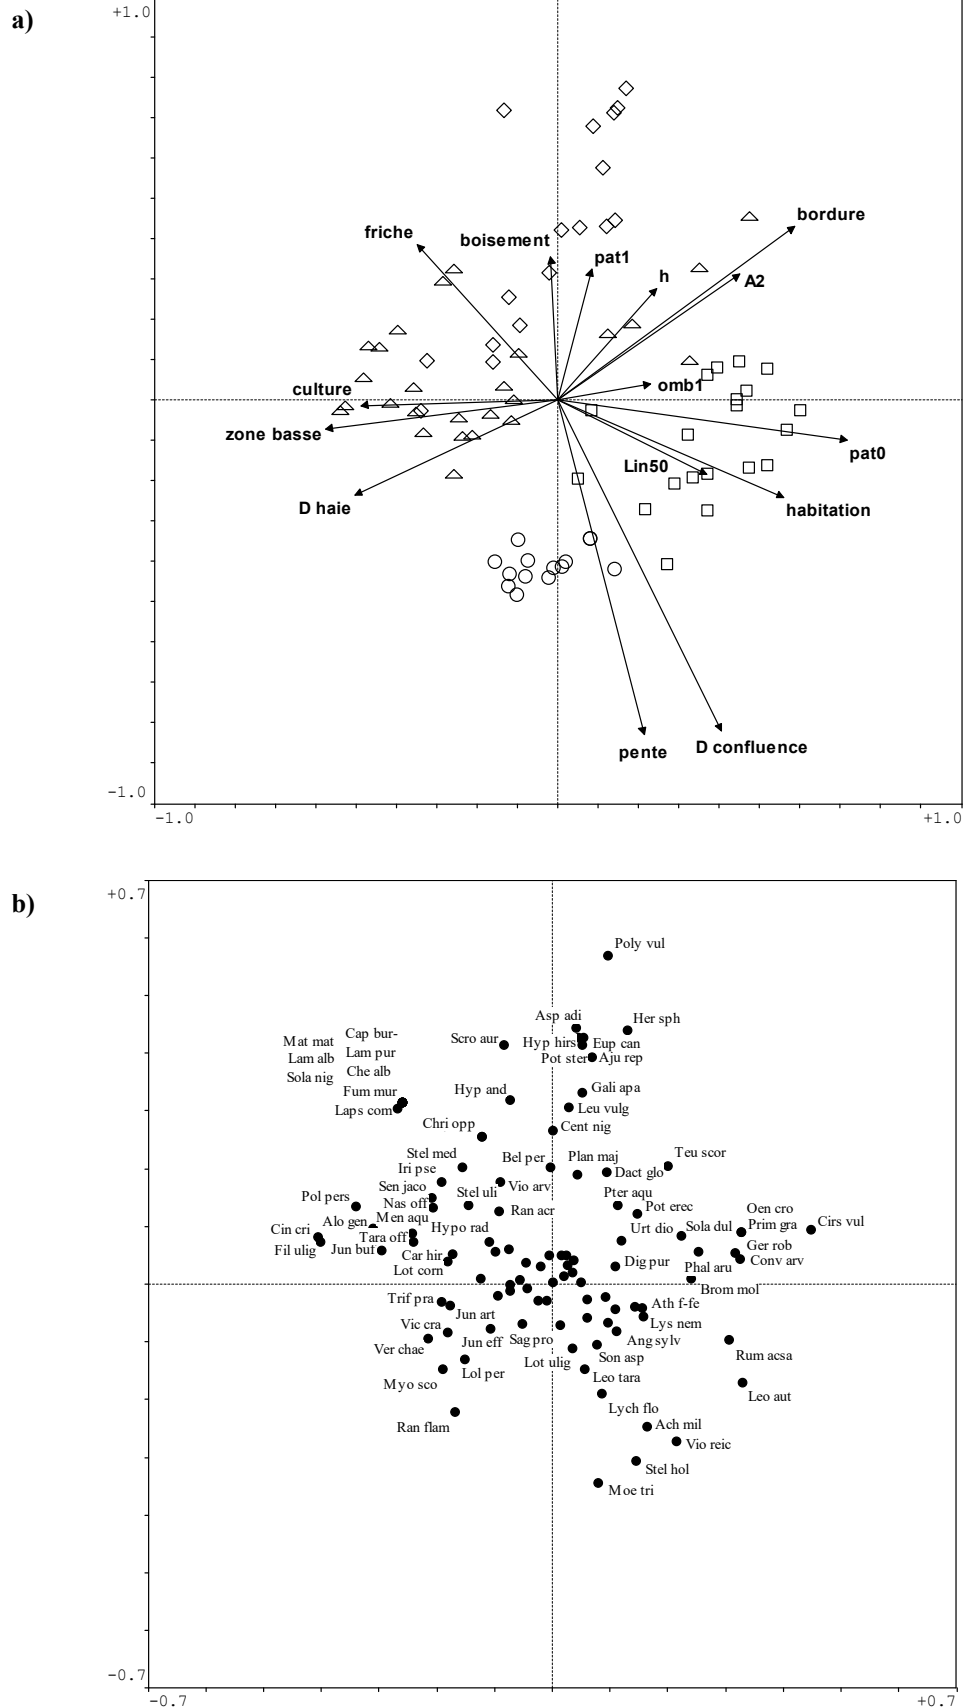 a)
+1.0
bordure
friche
boisement
pat1
h
A2
omb1
culture
zone basse
pat0
Lin50
D haie
habitation
pente
D confluence
-1.0
-1.0
+1.0
b)
+0.7
Poly vul
Asp adi
Her sph
Scro aur
Hyp hirs
Eup can
Pot ster
Aju rep
Mat mat
Cap bur-
Lam alb
Lam pur
Sola nig
Che alb
Fum mur
Laps com
Hyp and
Gali apa
Leu vulg
Chri opp
Cent nig
Stel med
Bel per
Plan maj
Teu scor
Iri pse
Dact glo
Sen jaco
Stel uli
Vio arv
Pter aqu
Pol pers
Nas off
Pot erec
Oen cro
Alo gen
Men aqu
Ran acr
Prim gra
Cirs vul
Cin cri
Tara off
Hypo rad
Urt dio
Sola dul
Ger rob
Fil ulig
Jun buf
Car hir
Dig pur
Conv arv
Lot corn
Phal aru
Brom mol
Trif pra
Ath f-fe
Jun art
Lys nem
Vic cra
Ang sylv
Ver chae
Jun eff
Sag pro
Rum acsa
Lot ulig
Son asp
Lol per
Leo tara
Myo sco
Leo aut
Lych flo
Ran flam
Ach mil
Vio reic
Stel hol
Moe tri
-0.7
-0.7
+0.7